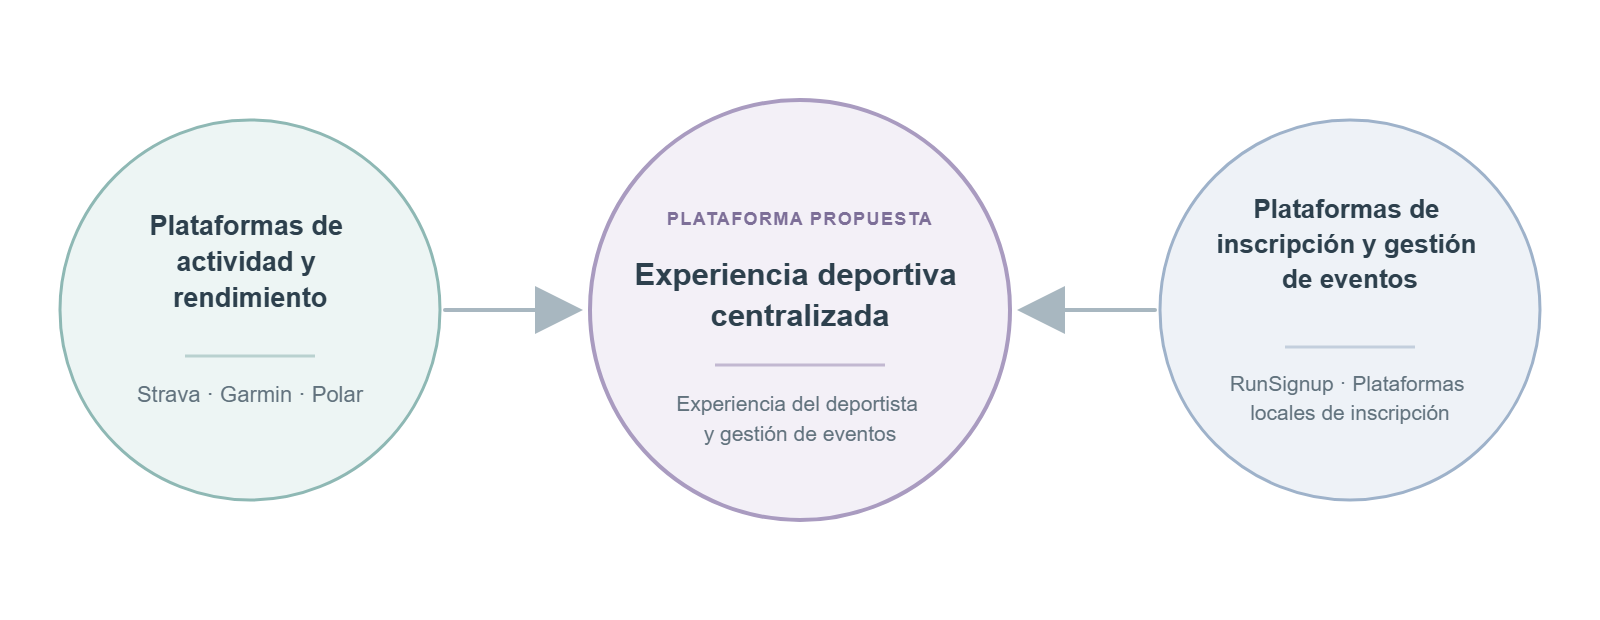 Plataformas de
actividad y
rendimiento
Strava · Garmin · Polar
PLATAFORMA PROPUESTA
Experiencia deportiva
centralizada
Experiencia del deportista
y gestión de eventos
Plataformas de
inscripción y gestión
de eventos
RunSignup · Plataformas
locales de inscripción